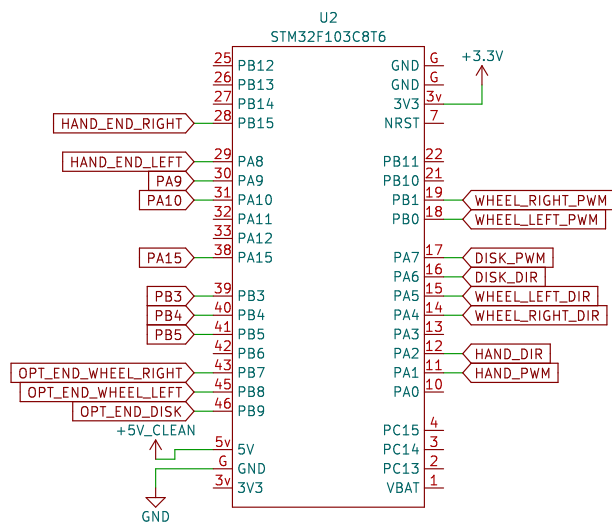 U2
STM32F103C8T6
25 PB12
26 PB13
27 PB14
HAND_END_RIGHT 28 PB15
HAND_END_LEFT 29 PA8
PA9 30 PA9
PA10 31 PA10
32 PA11
33 PA12
PA15 38 PA15
PB3 39 PB3
PB4 40 PB4
PB5 41 PB5
42 PB6
OPT_END_WHEEL_RIGHT 43 PB7
OPT_END_WHEEL_LEFT 45 PB8
OPT_END_DISK 46 PB9
+5V_CLEAN
5v 5V
G GND
3v 3V3
GND
+3.3V
GND G
GND G
3V3 3v
NRST 7
PB11 22
PB10 21
PB1 19 WHEEL_RIGHT_PWM
PB0 18 WHEEL_LEFT_PWM
PA7 17 DISK_PWM
PA6 16 DISK_DIR
PA5 15 WHEEL_LEFT_DIR
PA4 14 WHEEL_RIGHT_DIR
PA3 13
PA2 12 HAND_DIR
PA1 11 HAND_PWM
PA0 10
PC15 4
PC14 3
PC13 2
VBAT 1